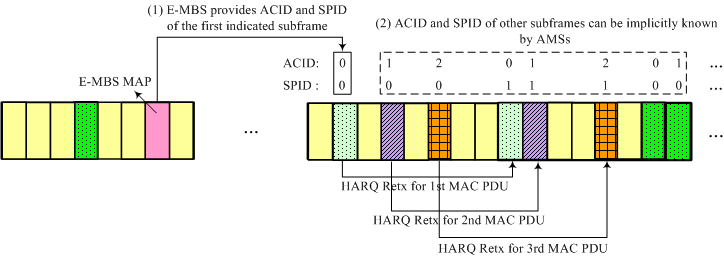 (1) E-MBS provides ACID and SPID
of the first indicated subframe
(2) ACID and SPID of other subframes can be implicitly known
by AMSs
ACID: 0 1 2 0 1 2 0 1 ...
SPID : 0 0 0 1 1 1 0 0 ...
E-MBS MAP
... ...
HARQ Retx for 1st MAC PDU
HARQ Retx for 2nd MAC PDU
HARQ Retx for 3rd MAC PDU